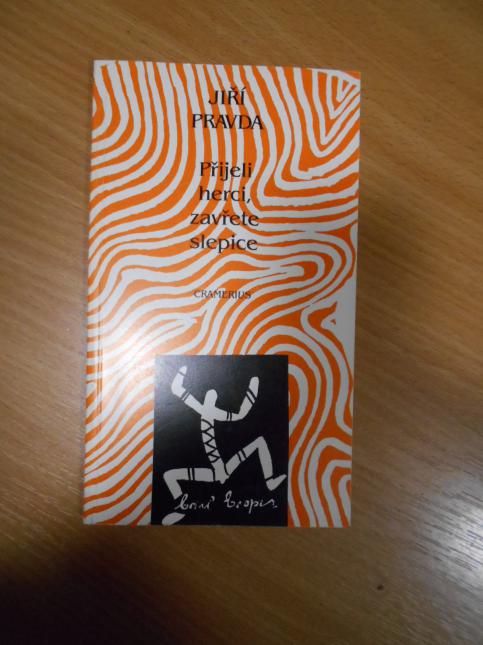 JIŘÍ
PRAVDA
Přijeli
herci,
zavřete
slepice
CRAMERIUS